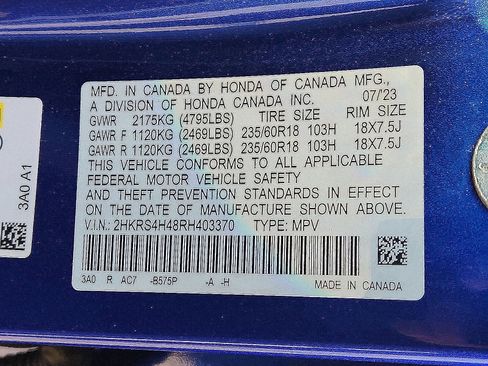 MFD. IN CANADA BY HONDA OF CANADA MFG.,
A DIVISION OF HONDA CANADA INC. 07/23
GVWR 2175KG (4795LBS) TIRE SIZE RIM SIZE
GAWR F 1120KG (2469LBS) 235/60R18 103H 18X7.5J
GAWR R 1120KG (2469LBS) 235/60R18 103H 18X7.5J
THIS VEHICLE CONFORMS TO ALL APPLICABLE
FEDERAL MOTOR VEHICLE SAFETY
AND THEFT PREVENTION STANDARDS IN EFFECT
ON THE DATE OF MANUFACTURE SHOWN ABOVE.
V.I.N.: 2HKRS4H48RH403370 TYPE: MPV
3A0 R AC7 -B575P -A -H
MADE IN CANADA
3A0 A1